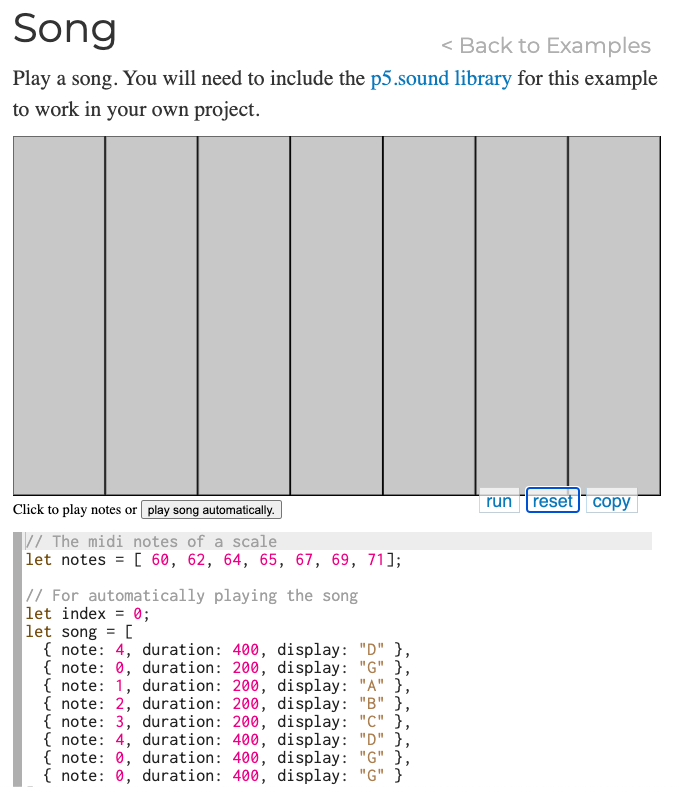 Song
< Back to Examples
Play a song. You will need to include the p5.sound library for this example
to work in your own project.
Click to play notes or play song automatically.
run reset copy
// The midi notes of a scale
let notes = [ 60, 62, 64, 65, 67, 69, 71];
// For automatically playing the song
let index = 0;
let song = [
{ note: 4, duration: 400, display: "D" },
{ note: 0, duration: 200, display: "G" },
{ note: 1, duration: 200, display: "A" },
{ note: 2, duration: 200, display: "B" },
{ note: 3, duration: 200, display: "C" },
{ note: 4, duration: 400, display: "D" },
{ note: 0, duration: 400, display: "G" },
{ note: 0, duration: 400, display: "G" }